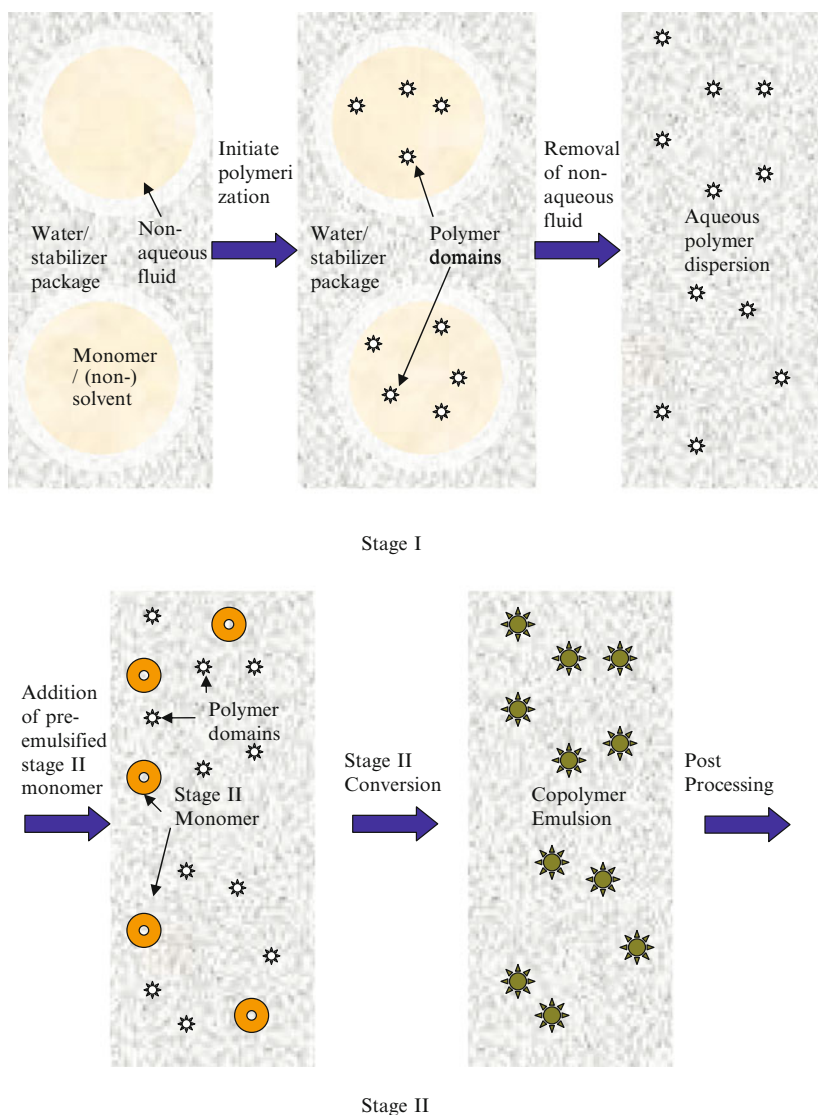 Water/
stabilizer
package
Non-
aqueous
fluid
Monomer
/ (non-)
solvent
Initiate
polymeri
zation
Water/
stabilizer
package
Polymer
domains
Removal
of non-
aqueous
fluid
Aqueous
polymer
dispersion
Stage I
Addition
of pre-
emulsified
stage II
monomer
Polymer
domains
Stage II
Monomer
Stage II
Conversion
Copolymer
Emulsion
Post
Processing
Stage II